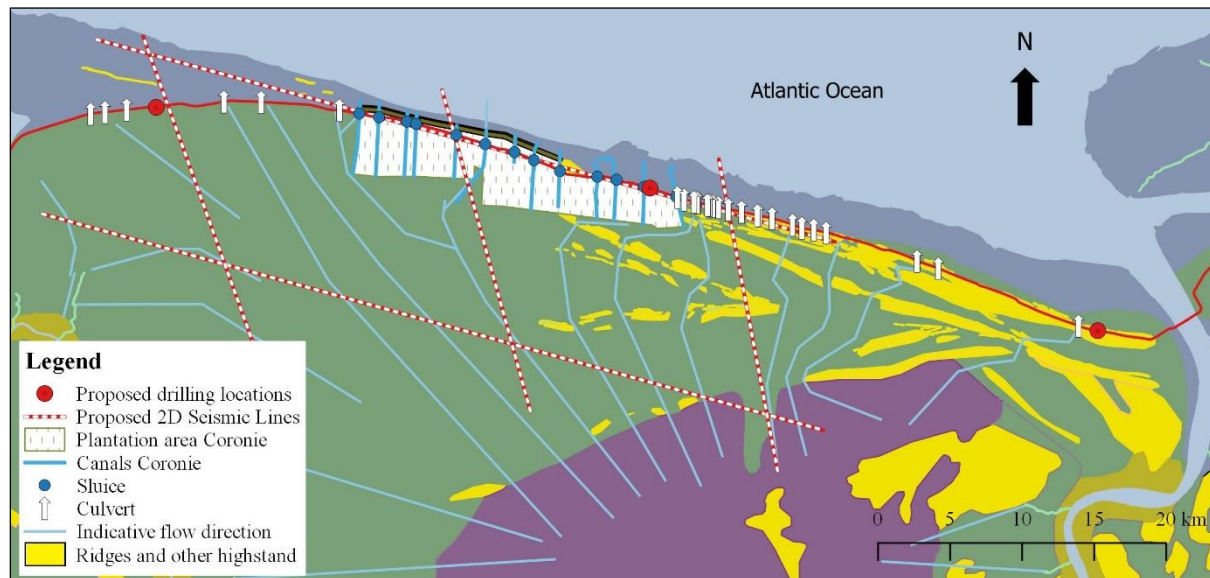 N
Atlantic Ocean
Legend
Proposed drilling locations
Proposed 2D Seismic Lines
Plantation area Coronie
Canals Coronie
Sluice
Culvert
Indicative flow direction
Ridges and other highstand
0 5 10 15 20 km